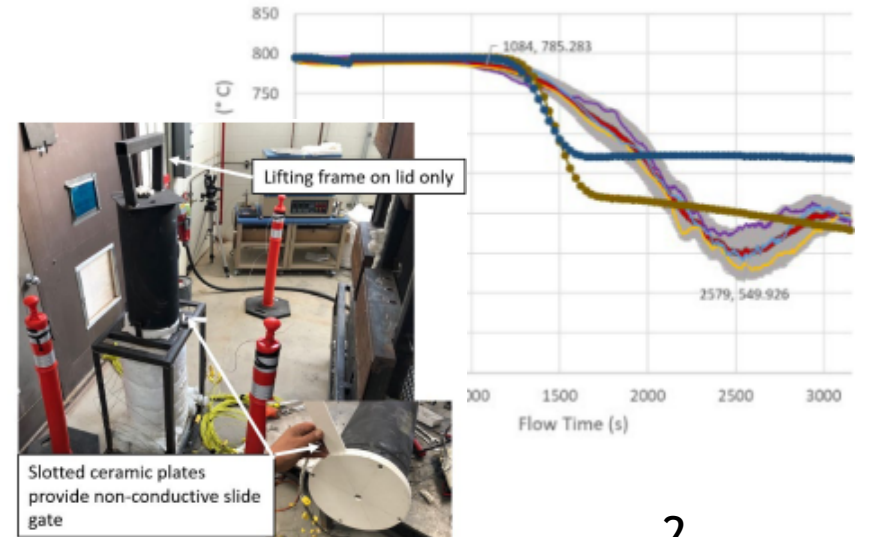 850
800
750
(° C)
1084, 785.283
2579, 549.926
000
1500
2000
2500
3000
Flow Time (s)
Lifting frame on lid only
Slotted ceramic plates
provide non-conductive slide
gate
2